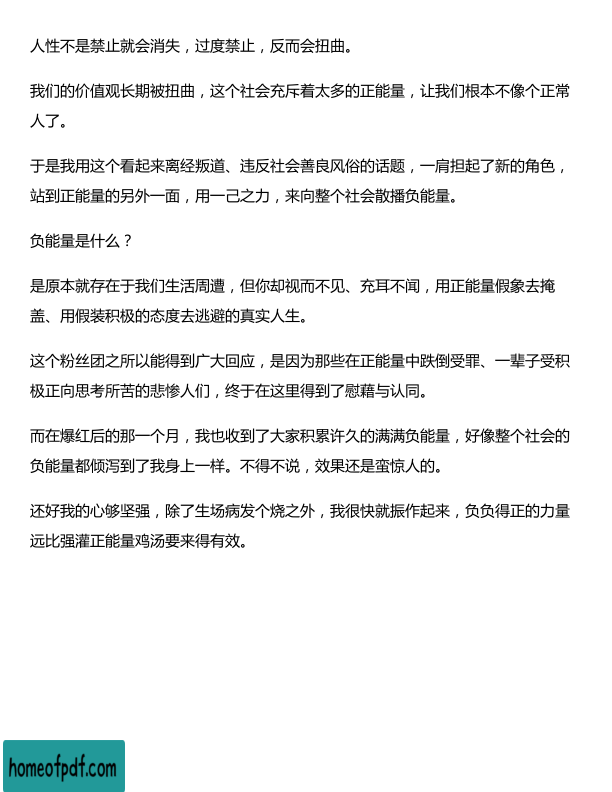 人性不是禁止就会消失，过度禁止，反而会扭曲。
我们的价值观长期被扭曲，这个社会充斥着太多的正能量，让我们根本不像个正常
人了。
于是我用这个看起来离经叛道、违反社会善良风俗的话题，一肩担起了新的角色，
站到正能量的另外一面，用一己之力，来向整个社会散播负能量。
负能量是什么？
是原本就存在于我们生活周遭，但你却视而不见、充耳不闻，用正能量假象去掩
盖、用假装积极的态度去逃避的真实人生。
这个粉丝团之所以能得到广大回应，是因为那些在正能量中跌倒受罪、一辈子受积
极正向思考所苦的悲惨人们，终于在这里得到了慰藉与认同。
而在爆红后的那一个月，我也收到了大家积累许久的满满负能量，好像整个社会的
负能量都倾泻到了我身上一样。不得不说，效果还是蛮惊人的。
还好我的心够坚强，除了生场病发个烧之外，我很快就振作起来，负负得正的力量
远比强灌正能量鸡汤要来得有效。
homeofpdf.com